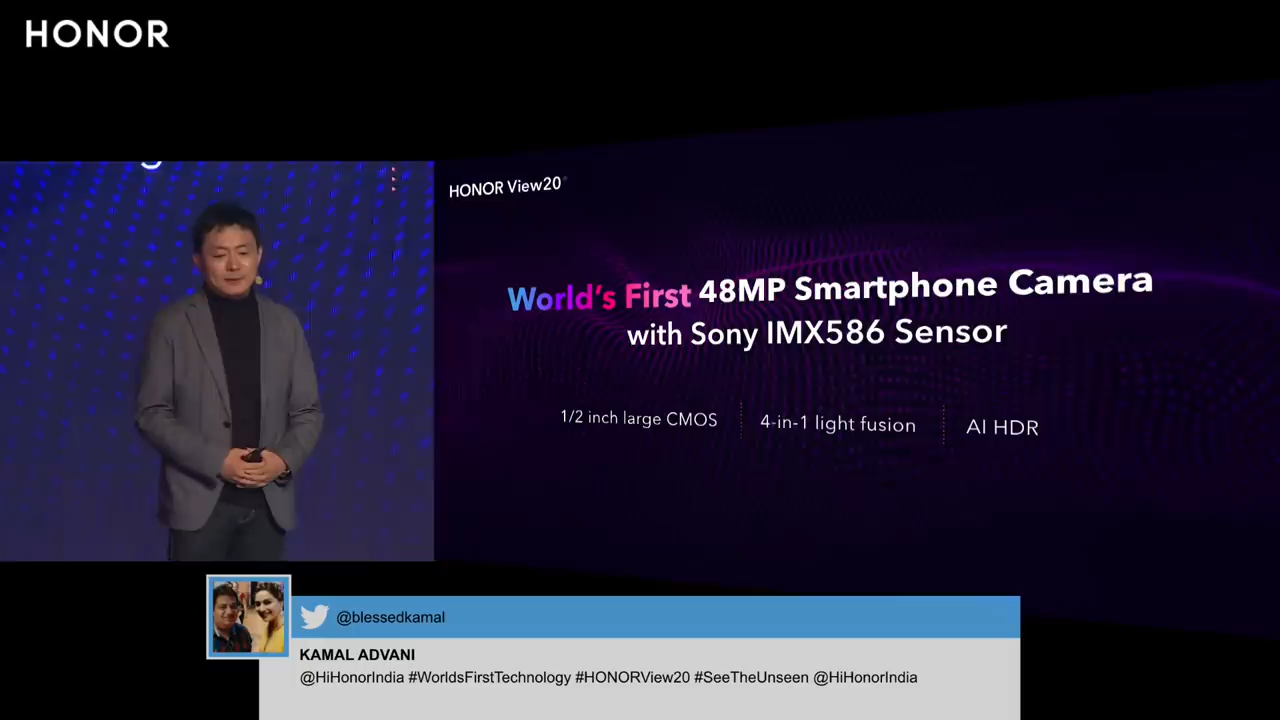 HONOR
HONOR View20
World's First 48MP Smartphone Camera
with Sony IMX586 Sensor
1/2 inch large CMOS
4-in-1 light fusion
AI HDR
@blessedkamal
KAMAL ADVANI
@HiHonorIndia #WorldsFirstTechnology #HONORView20 #SeeTheUnseen @HiHonorIndia